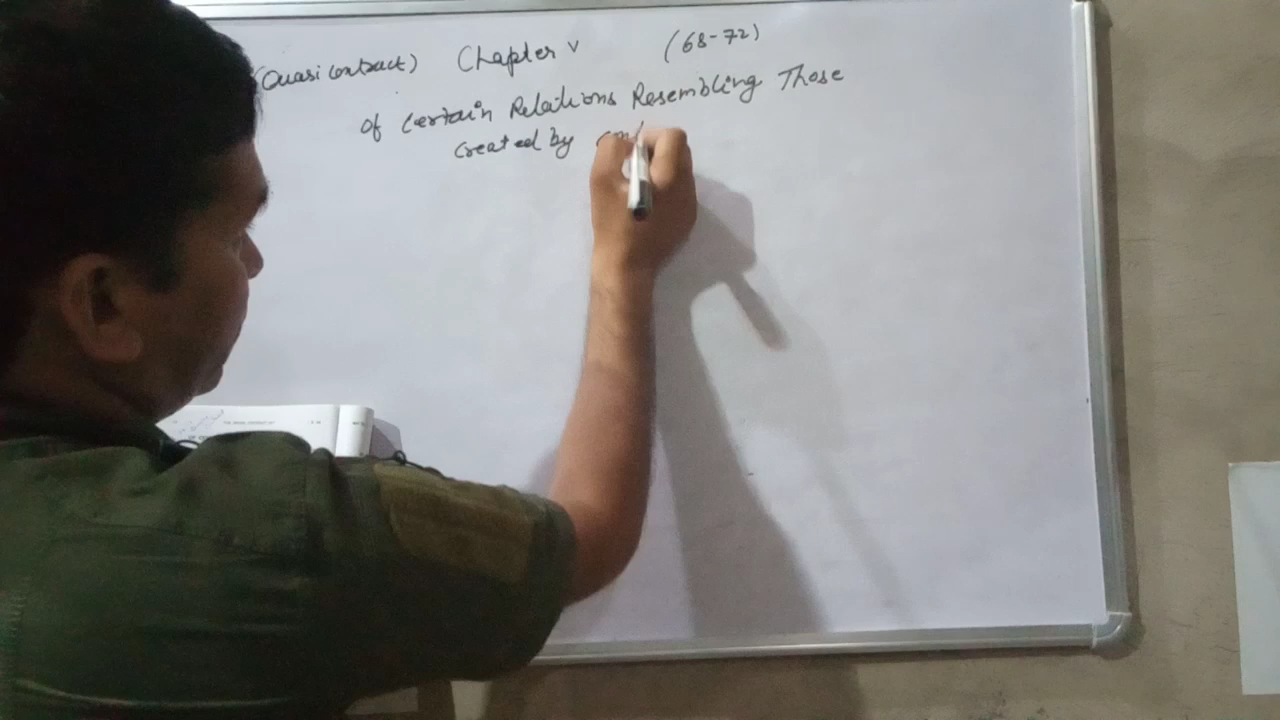 (Quasi contract) Chapter V (68-72)
Of Certain Relations Resembling Those
created by